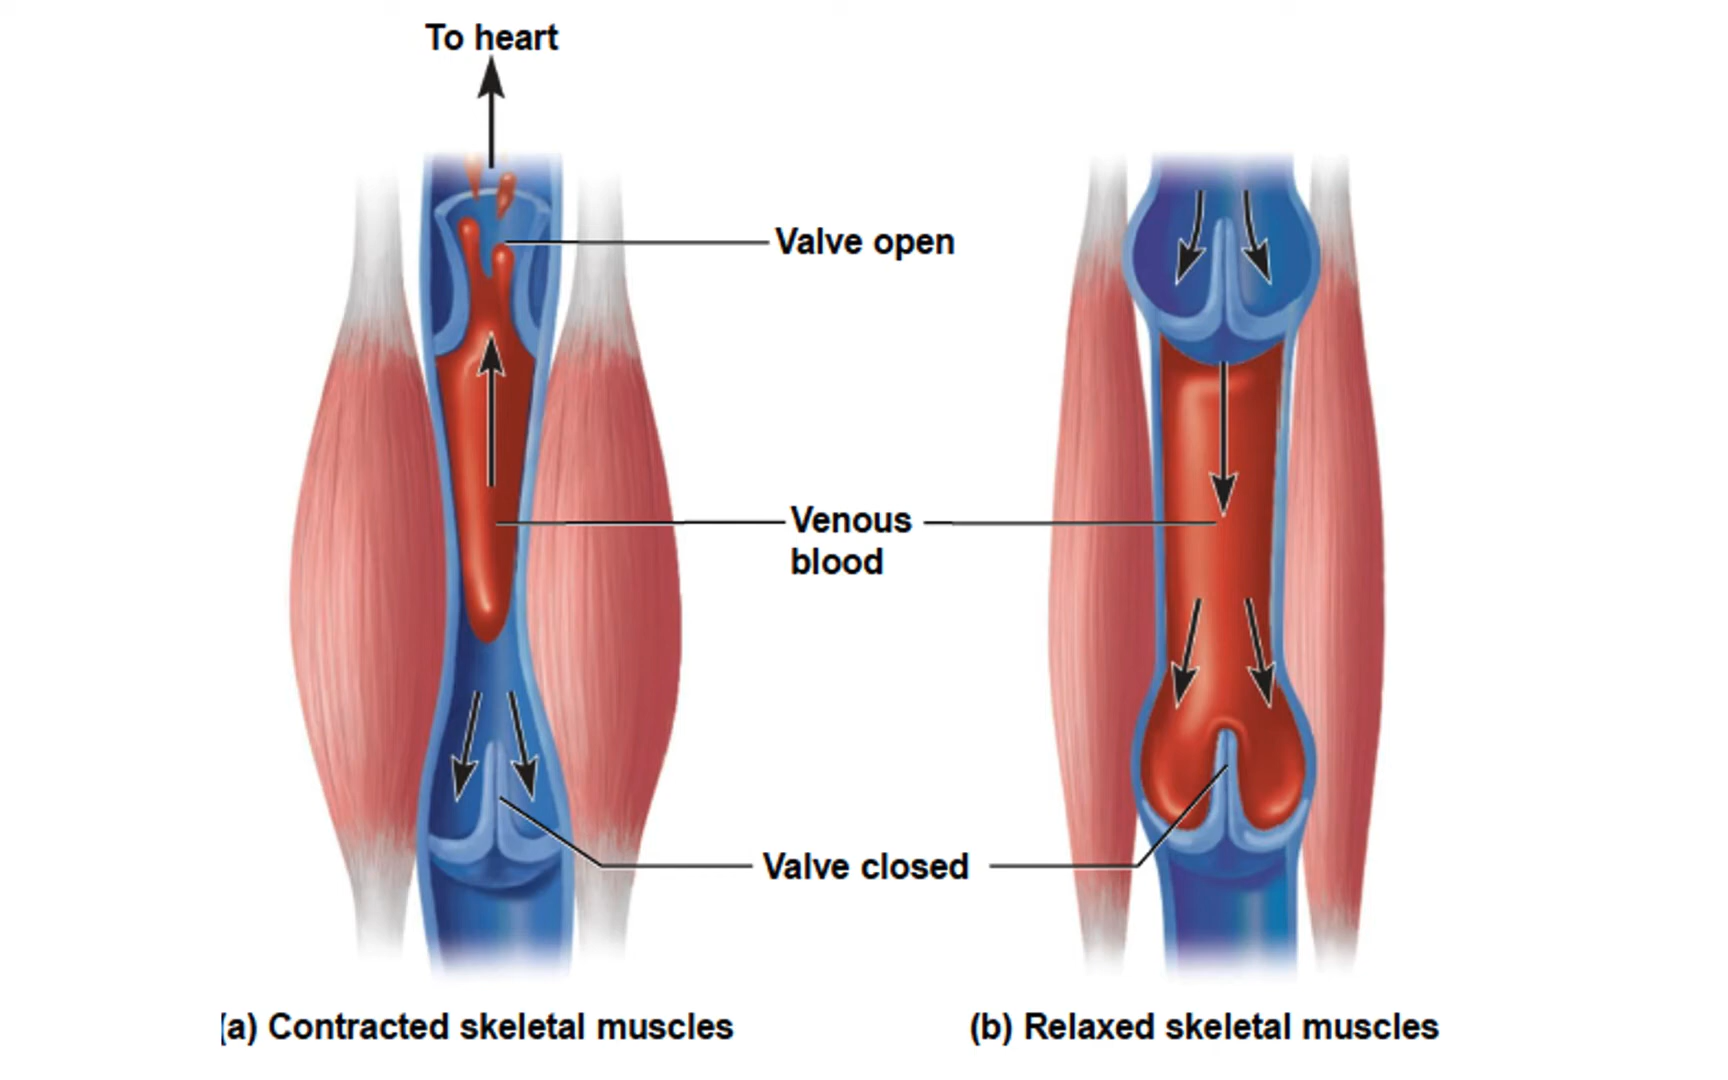 To heart
Valve open
Venous
blood
Valve closed
(a) Contracted skeletal muscles
(b) Relaxed skeletal muscles